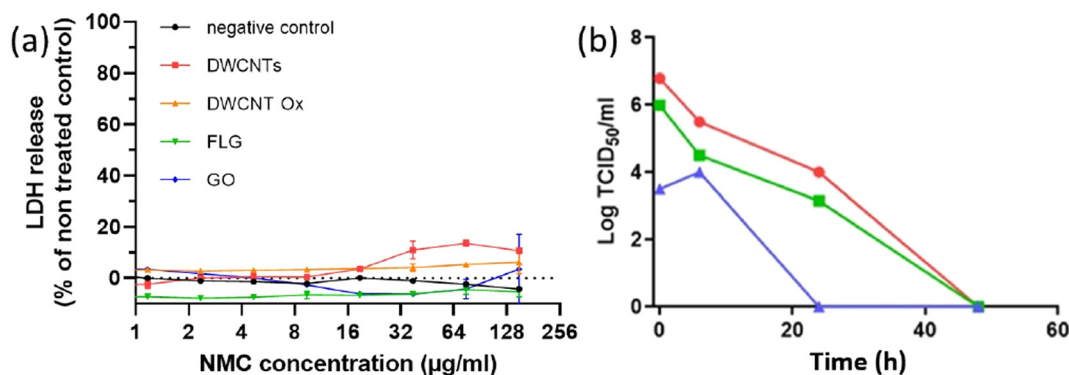 (a)
LDH release
(% of non treated control)
100
80
60
40
20
0
negative control
DWCNTs
DWCNT Ox
FLG
GO
1 2 4 8 16 32 64 128 256
NMC concentration (µg/ml)
(b)
Log TCID50/ml
8
6
4
2
0
0 20 40 60
Time (h)